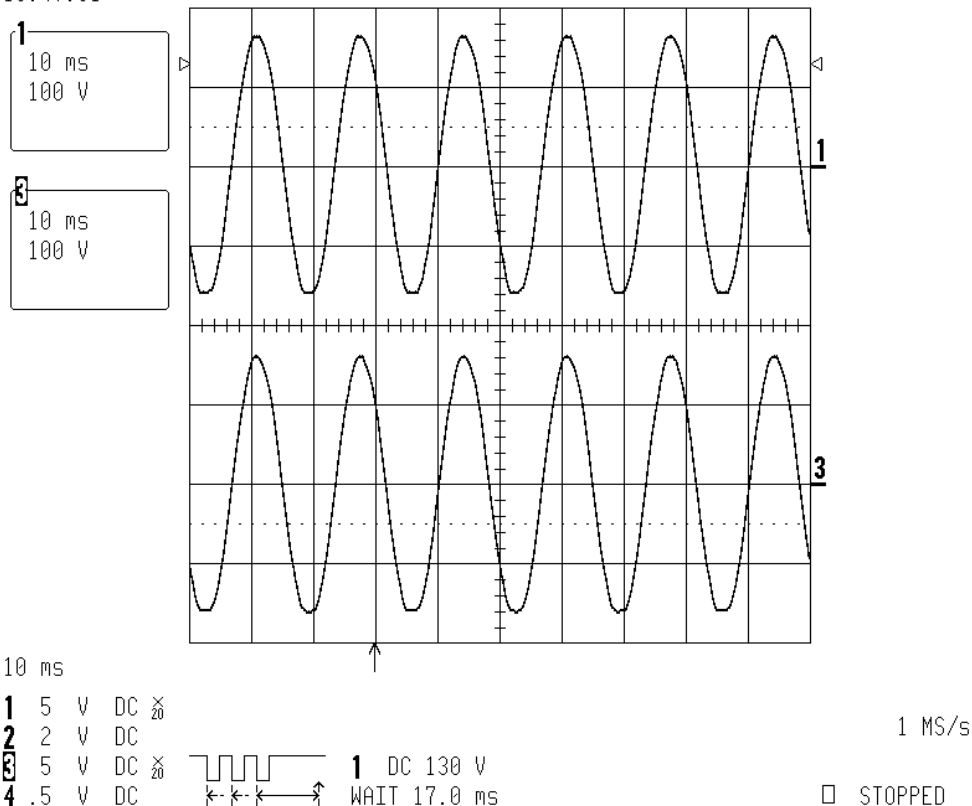 1
10 ms
100 V
3
10 ms
100 V
1
3
10 ms
1 5 V DC ×20
2 2 V DC
3 5 V DC ×20
4 .5 V DC
1 DC 130 V
WAIT 17.0 ms
1 MS/s
STOPPED